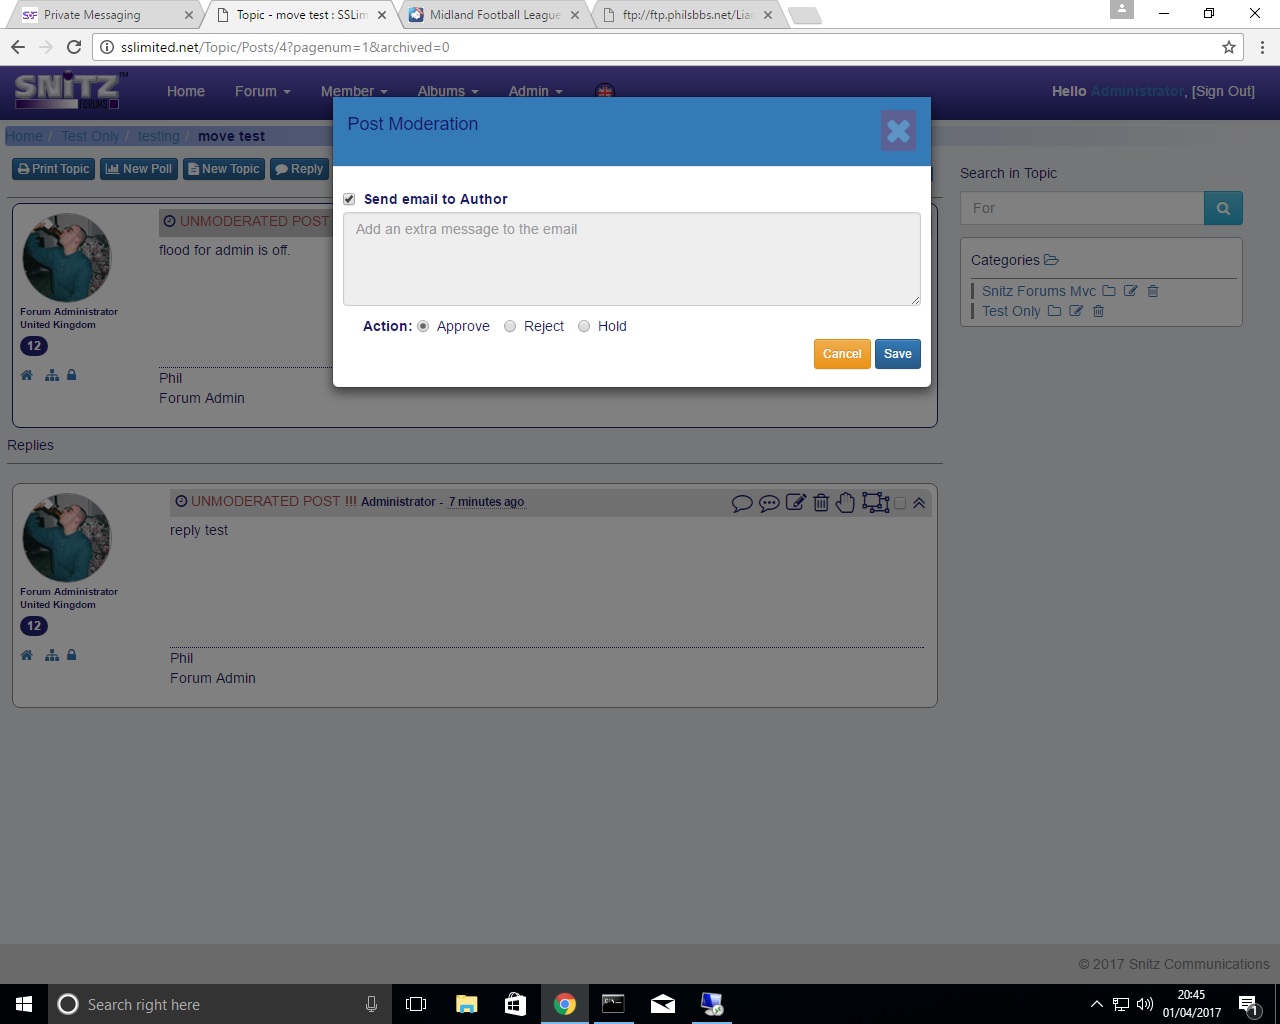 Private Messaging
Topic - move test : SSLim
Midland Football League
ftp://ftp.philsbbs.net/Lian
sslimited.net/Topic/Posts/4?pagenum=1&archived=0
SNiTZ™
FORUMS
Home Forum Member Albums Admin
Hello Administrator, [Sign Out]
Home / Test Only / testing / move test
Print Topic New Poll New Topic Reply
Post Moderation
Send email to Author
Add an extra message to the email
Action: Approve Reject Hold
Cancel Save
UNMODERATED POST
flood for admin is off.
Forum Administrator
United Kingdom
12
Phil
Forum Admin
Search in Topic
For
Categories
Snitz Forums Mvc
Test Only
Replies
UNMODERATED POST !!! Administrator - 7 minutes ago
reply test
Forum Administrator
United Kingdom
12
Phil
Forum Admin
© 2017 Snitz Communications
Search right here
20:45
01/04/2017
1